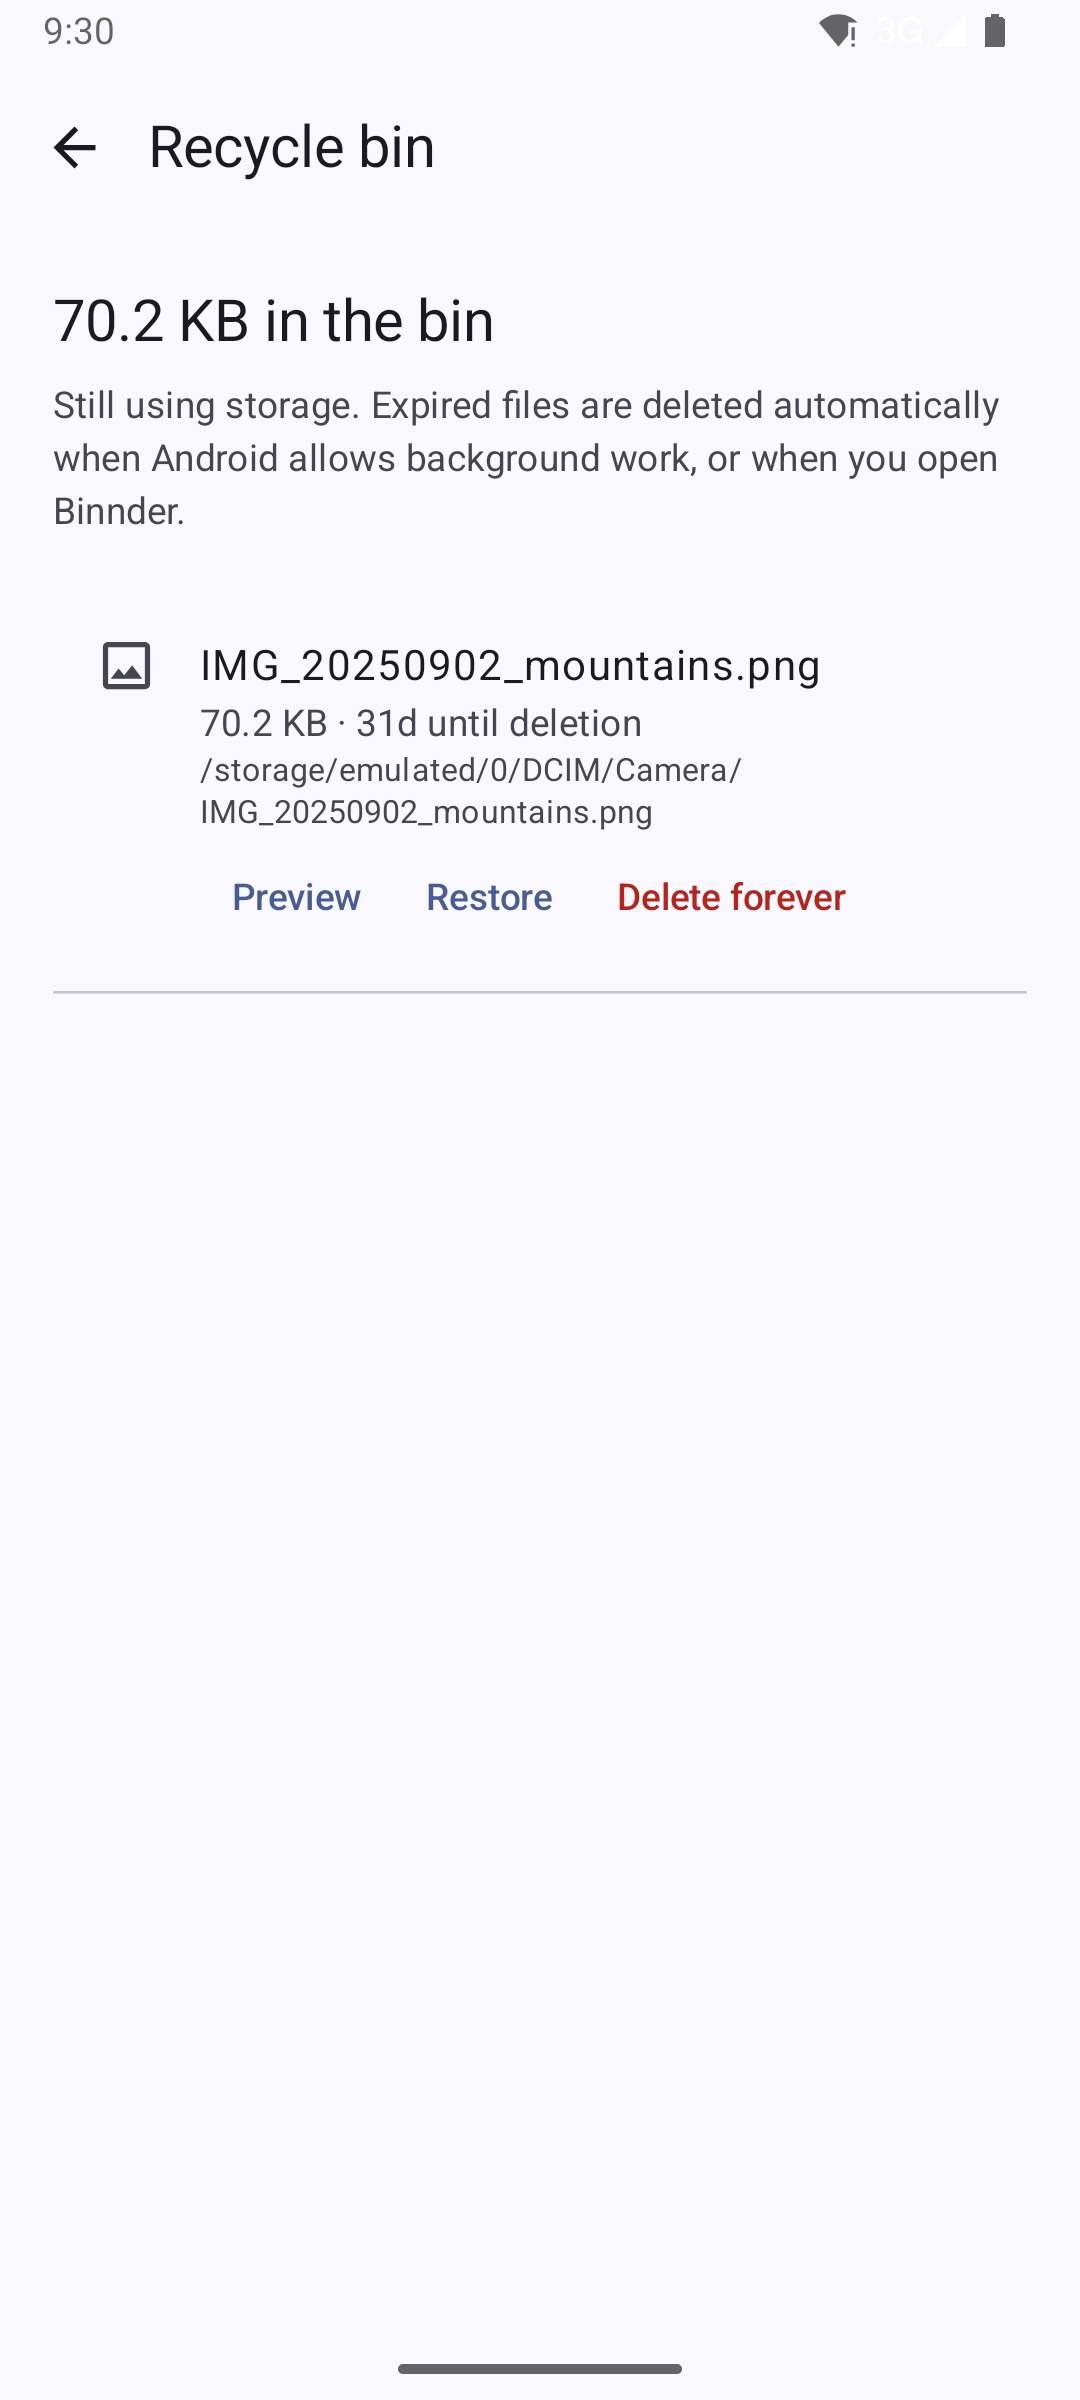 9:30
3G
Recycle bin
70.2 KB in the bin
Still using storage. Expired files are deleted automatically
when Android allows background work, or when you open
Binnder.
IMG_20250902_mountains.png
70.2 KB · 31d until deletion
/storage/emulated/0/DCIM/Camera/
IMG_20250902_mountains.png
Preview Restore Delete forever